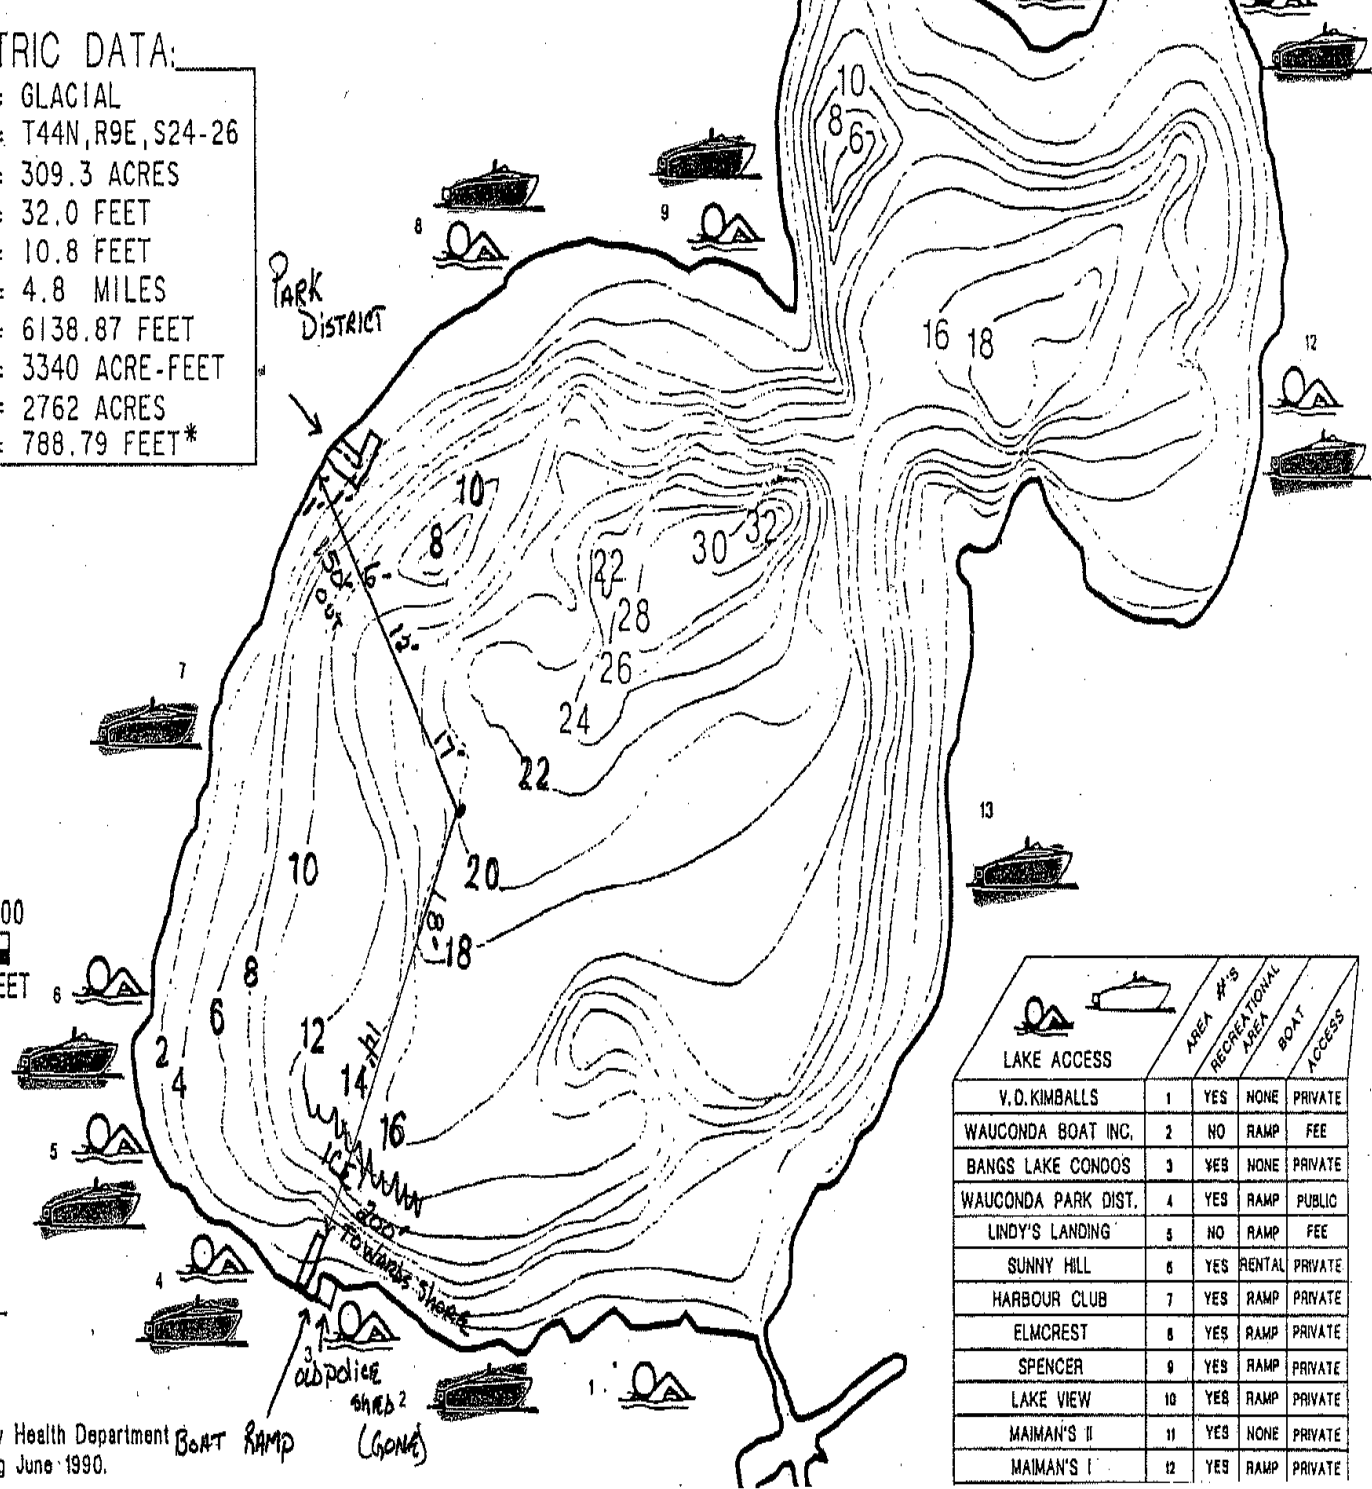 TRIC DATA:
: GLACIAL
: T44N,R9E,S24-26
: 309.3 ACRES
: 32.0 FEET
: 10.8 FEET
: 4.8 MILES
: 6138.87 FEET
: 3340 ACRE-FEET
= 2762 ACRES
= 788.79 FEET*
PARK
DISTRICT
8
9
12
7
13
6
5
4
3
2
1.
10
8
6
16
18
10
8
30
32
22
28
26
24
22
20
18
10
8
6
2
4
12
14
16
OUT
17'
18'
14'
ICE
200'
TOWARDS SHORE
OLD POLICE
SHED
(GONE)
BOAT RAMP
00
EET
y Health Department
g June 1990.
LAKE ACCESS
AREA #'S
RECREATIONAL AREA
BOAT ACCESS
V.D.KIMBALLS 1 YES NONE PRIVATE
WAUCONDA BOAT INC. 2 NO RAMP FEE
BANGS LAKE CONDOS 3 YES NONE PRIVATE
WAUCONDA PARK DIST. 4 YES RAMP PUBLIC
LINDY'S LANDING 5 NO RAMP FEE
SUNNY HILL 6 YES RENTAL PRIVATE
HARBOUR CLUB 7 YES RAMP PRIVATE
ELMCREST 8 YES RAMP PRIVATE
SPENCER 9 YES RAMP PRIVATE
LAKE VIEW 10 YES RAMP PRIVATE
MAIMAN'S II 11 YES NONE PRIVATE
MAIMAN'S I 12 YES RAMP PRIVATE